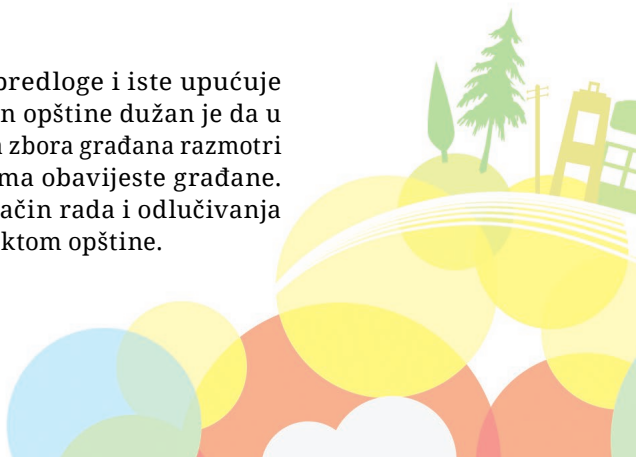 predloge i iste upućuje
n opštine dužan je da u
zbora građana razmotri
ma obavijeste građane.
ačin rada i odlučivanja
ktom opštine.